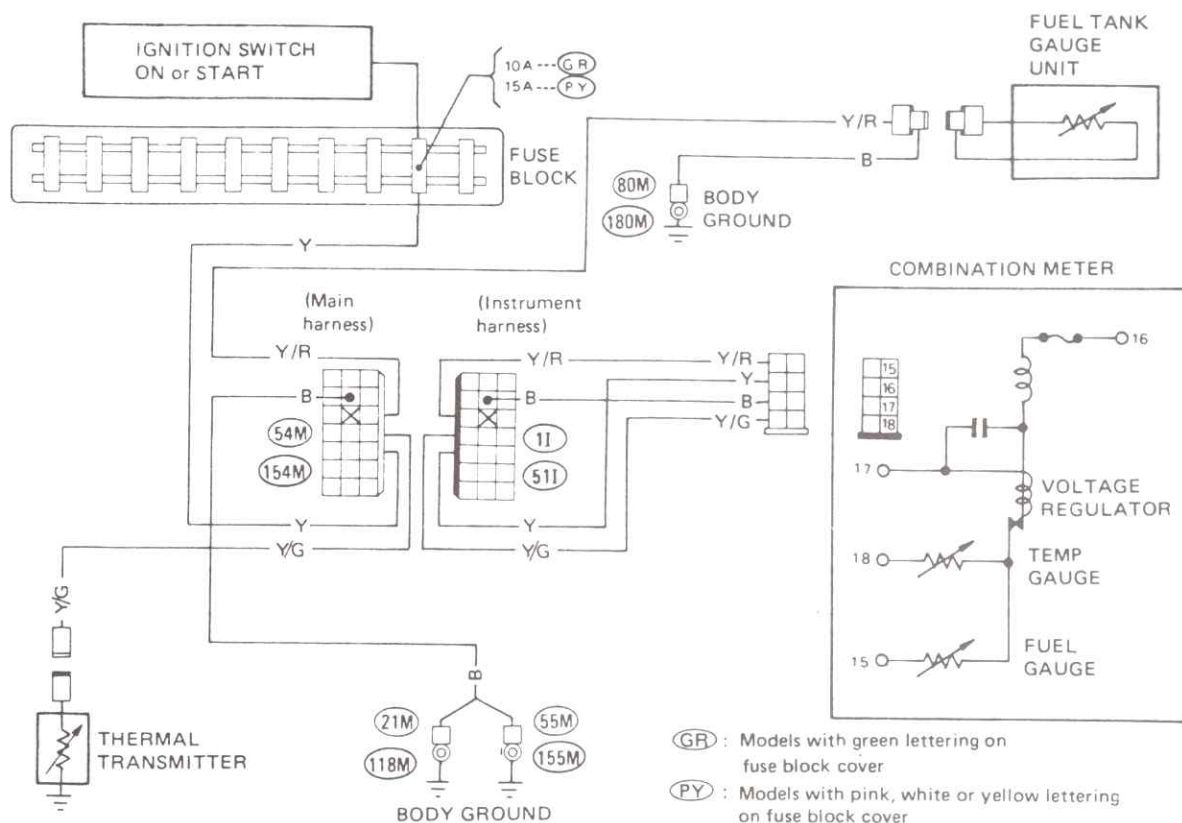 IGNITION SWITCH
ON or START
10A---GR
15A---PY
FUSE
BLOCK
FUEL TANK
GAUGE
UNIT
Y/R
B
80M
180M
BODY
GROUND
Y
(Main
harness)
(Instrument
harness)
Y/R
Y/R
Y/R
Y
B
B
B
Y/G
54M
154M
1I
51I
Y
Y
Y/G
Y/G
Y/G
THERMAL
TRANSMITTER
B
21M
118M
55M
155M
BODY GROUND
COMBINATION METER
15
16
17
18
16
17
VOLTAGE
REGULATOR
18
TEMP
GAUGE
15
FUEL
GAUGE
GR : Models with green lettering on
fuse block cover
PY : Models with pink, white or yellow lettering
on fuse block cover